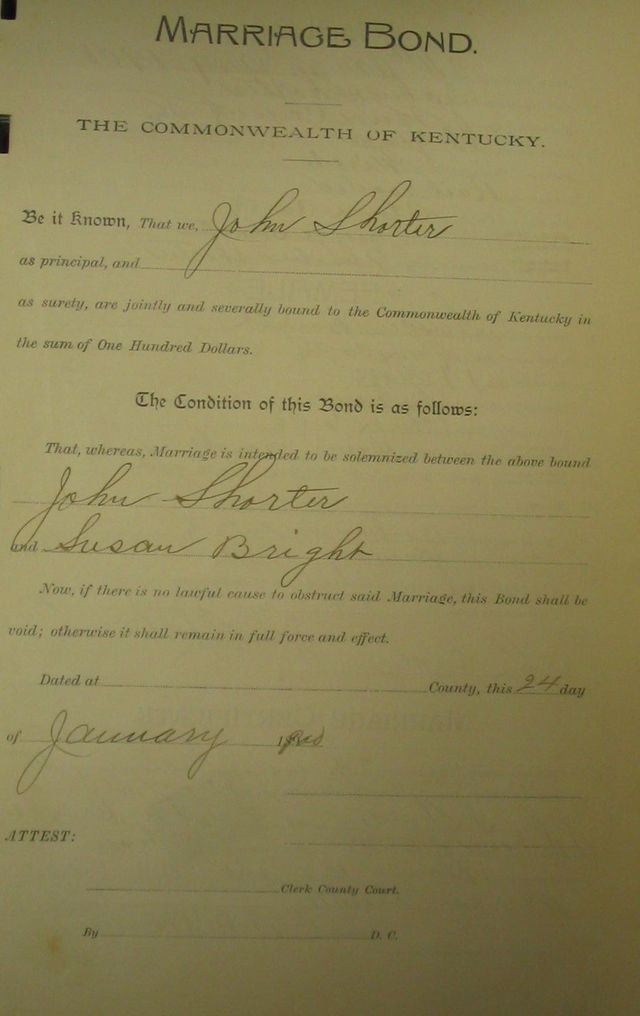 MARRIAGE BOND.
THE COMMONWEALTH OF KENTUCKY.
Be it Known, That we, John Shorter
as principal, and
as surety, are jointly and severally bound to the Commonwealth of Kentucky in
the sum of One Hundred Dollars.
The Condition of this Bond is as follows:
That, whereas, Marriage is intended to be solemnized between the above bound
John Shorter
and Susan Bright
Now, if there is no lawful cause to obstruct said Marriage, this Bond shall be
void; otherwise it shall remain in full force and effect.
Dated at County, this 24 day
of January
ATTEST:
Clerk County Court.
By D. C.